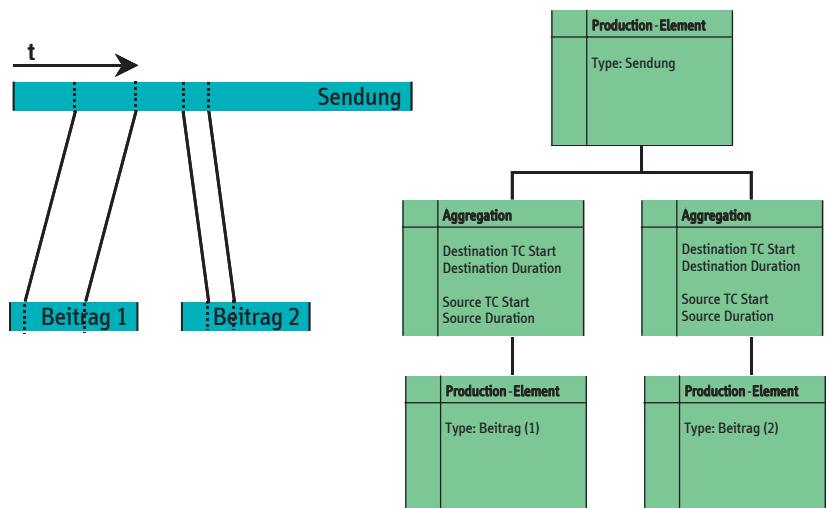 t
Sendung
Beitrag 1
Beitrag 2
Production-Element
Type: Sendung
Aggregation
Destination TC Start
Destination Duration
Source TC Start
Source Duration
Aggregation
Destination TC Start
Destination Duration
Source TC Start
Source Duration
Production-Element
Type: Beitrag (1)
Production-Element
Type: Beitrag (2)